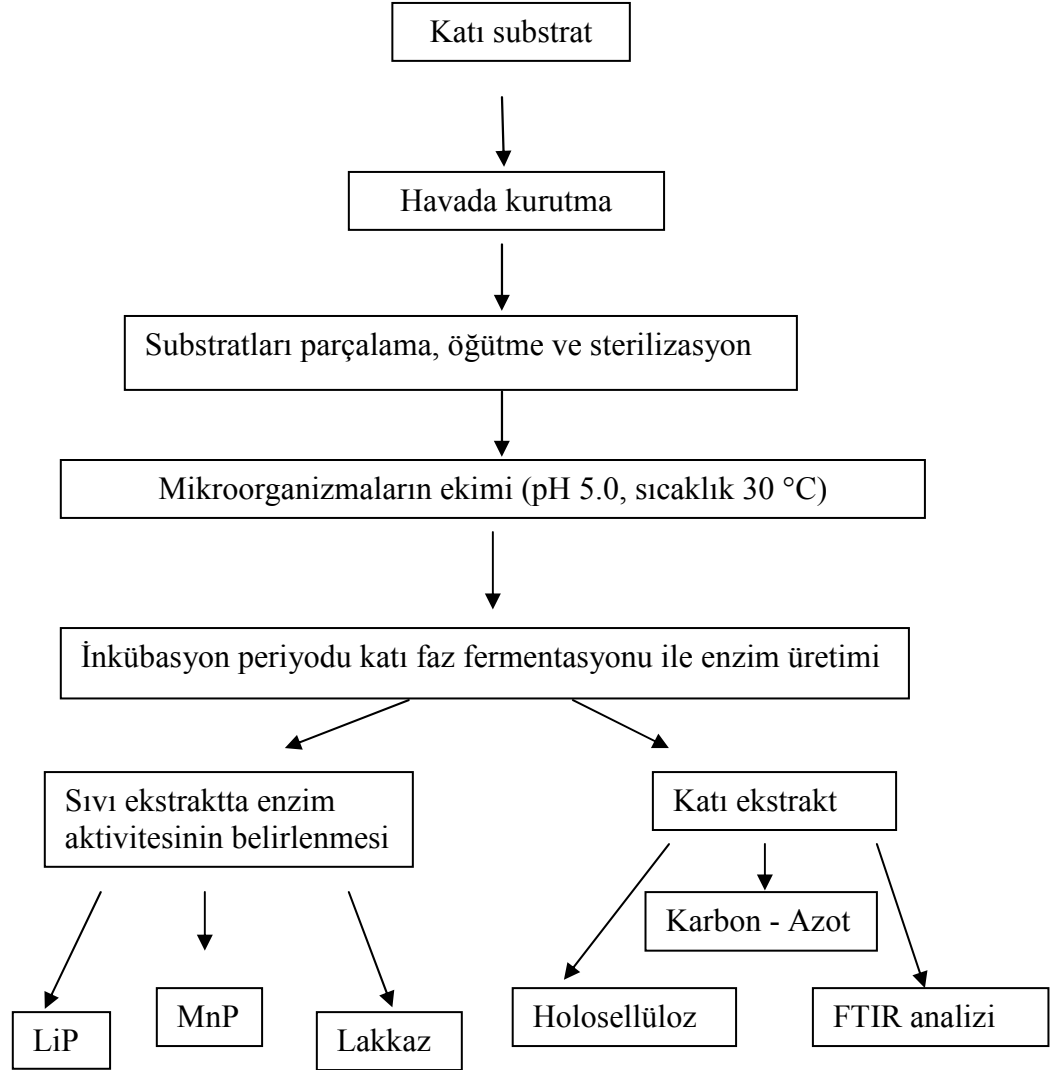 Katı substrat
Havada kurutma
Substratları parçalama, öğütme ve sterilizasyon
Mikroorganizmaların ekimi (pH 5.0, sıcaklık 30 °C)
İnkübasyon periyodu katı faz fermentasyonu ile enzim üretimi
Sıvı ekstraktta enzim
aktivitesinin belirlenmesi
Katı ekstrakt
Karbon - Azot
LiP
MnP
Lakkaz
Holosellüloz
FTIR analizi